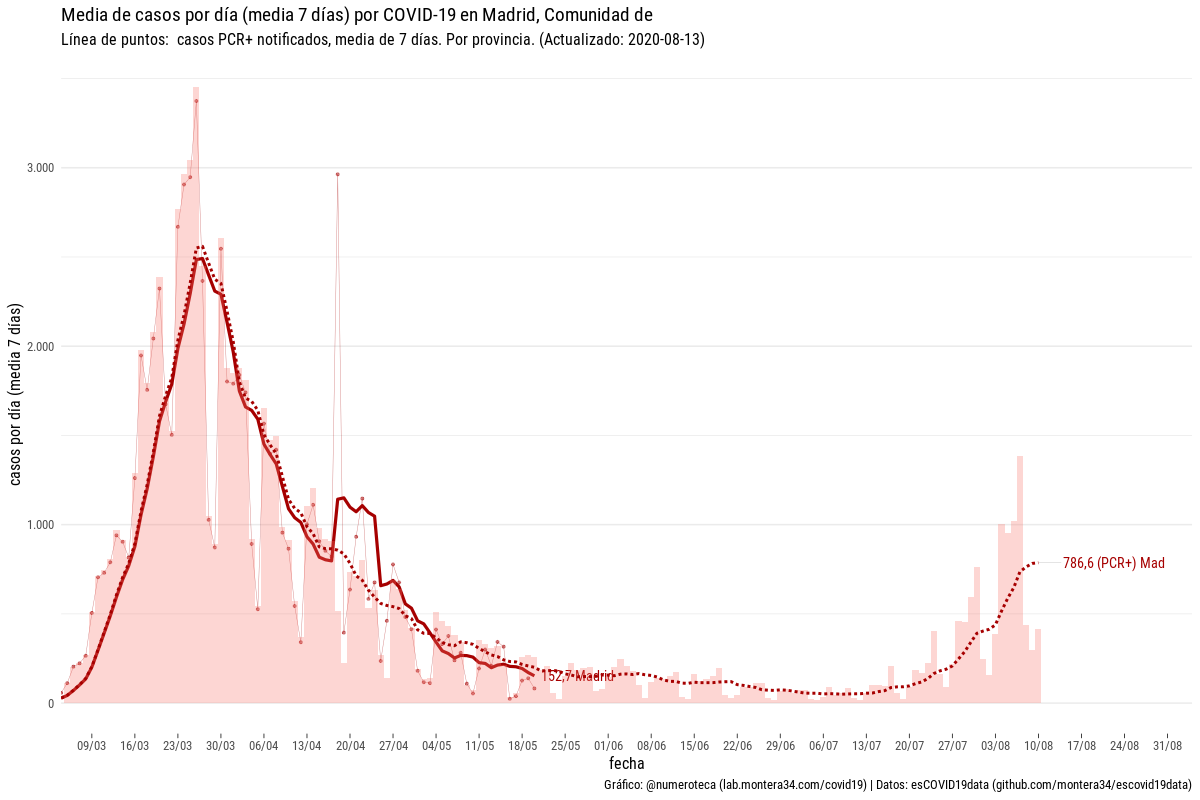 Media de casos por día (media 7 días) por COVID-19 en Madrid, Comunidad de
Línea de puntos:  casos PCR+ notificados, media de 7 días. Por provincia. (Actualizado: 2020-08-13)
casos por día (media 7 días)
3.000
2.000
1.000
0
786,6 (PCR+) Mad
152,7 Madrid
09/03 16/03 23/03 30/03 06/04 13/04 20/04 27/04 04/05 11/05 18/05 25/05 01/06 08/06 15/06 22/06 29/06 06/07 13/07 20/07 27/07 03/08 10/08 17/08 24/08 31/08
fecha
Gráfico: @numeroteca (lab.montera34.com/covid19) | Datos: esCOVID19data (github.com/montera34/escovid19data)